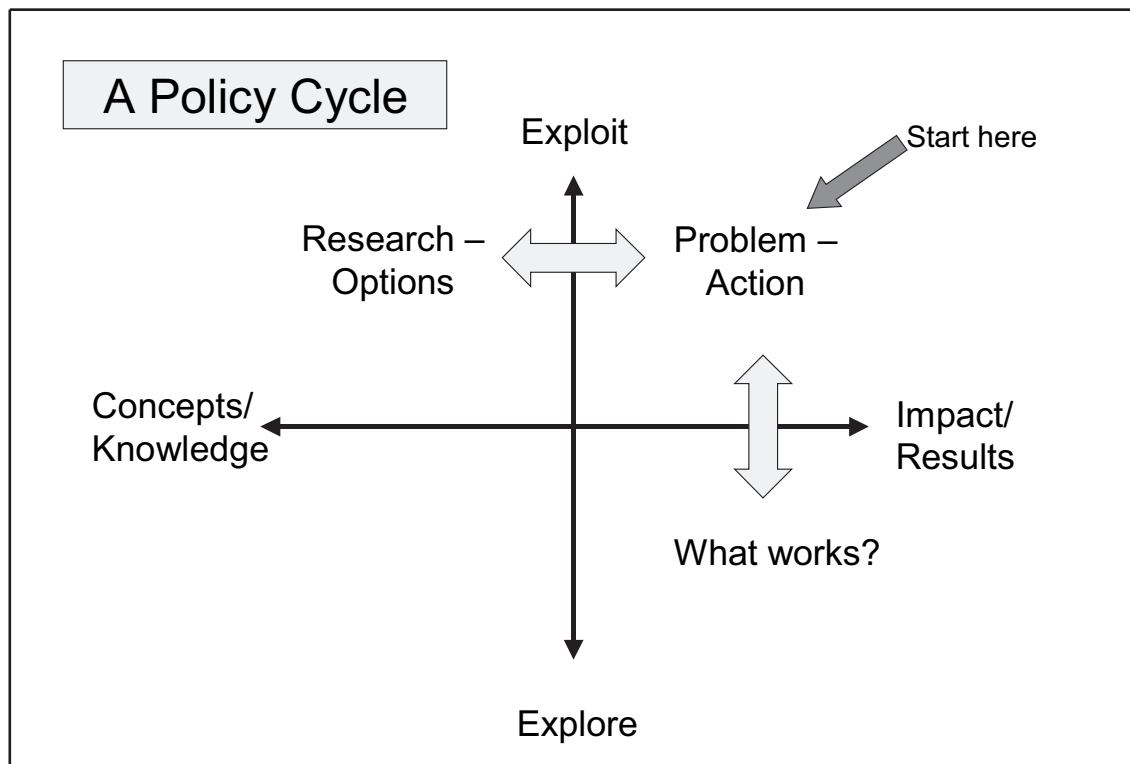 A Policy Cycle
Exploit
Start here
Research –
Options
Problem –
Action
Concepts/
Knowledge
Impact/
Results
What works?
Explore